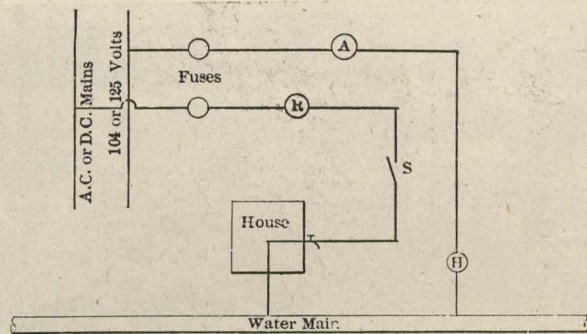 A.C. or D.C. Mains
104 or 125 Volts
A
Fuses
R
S
House
H
Water Main